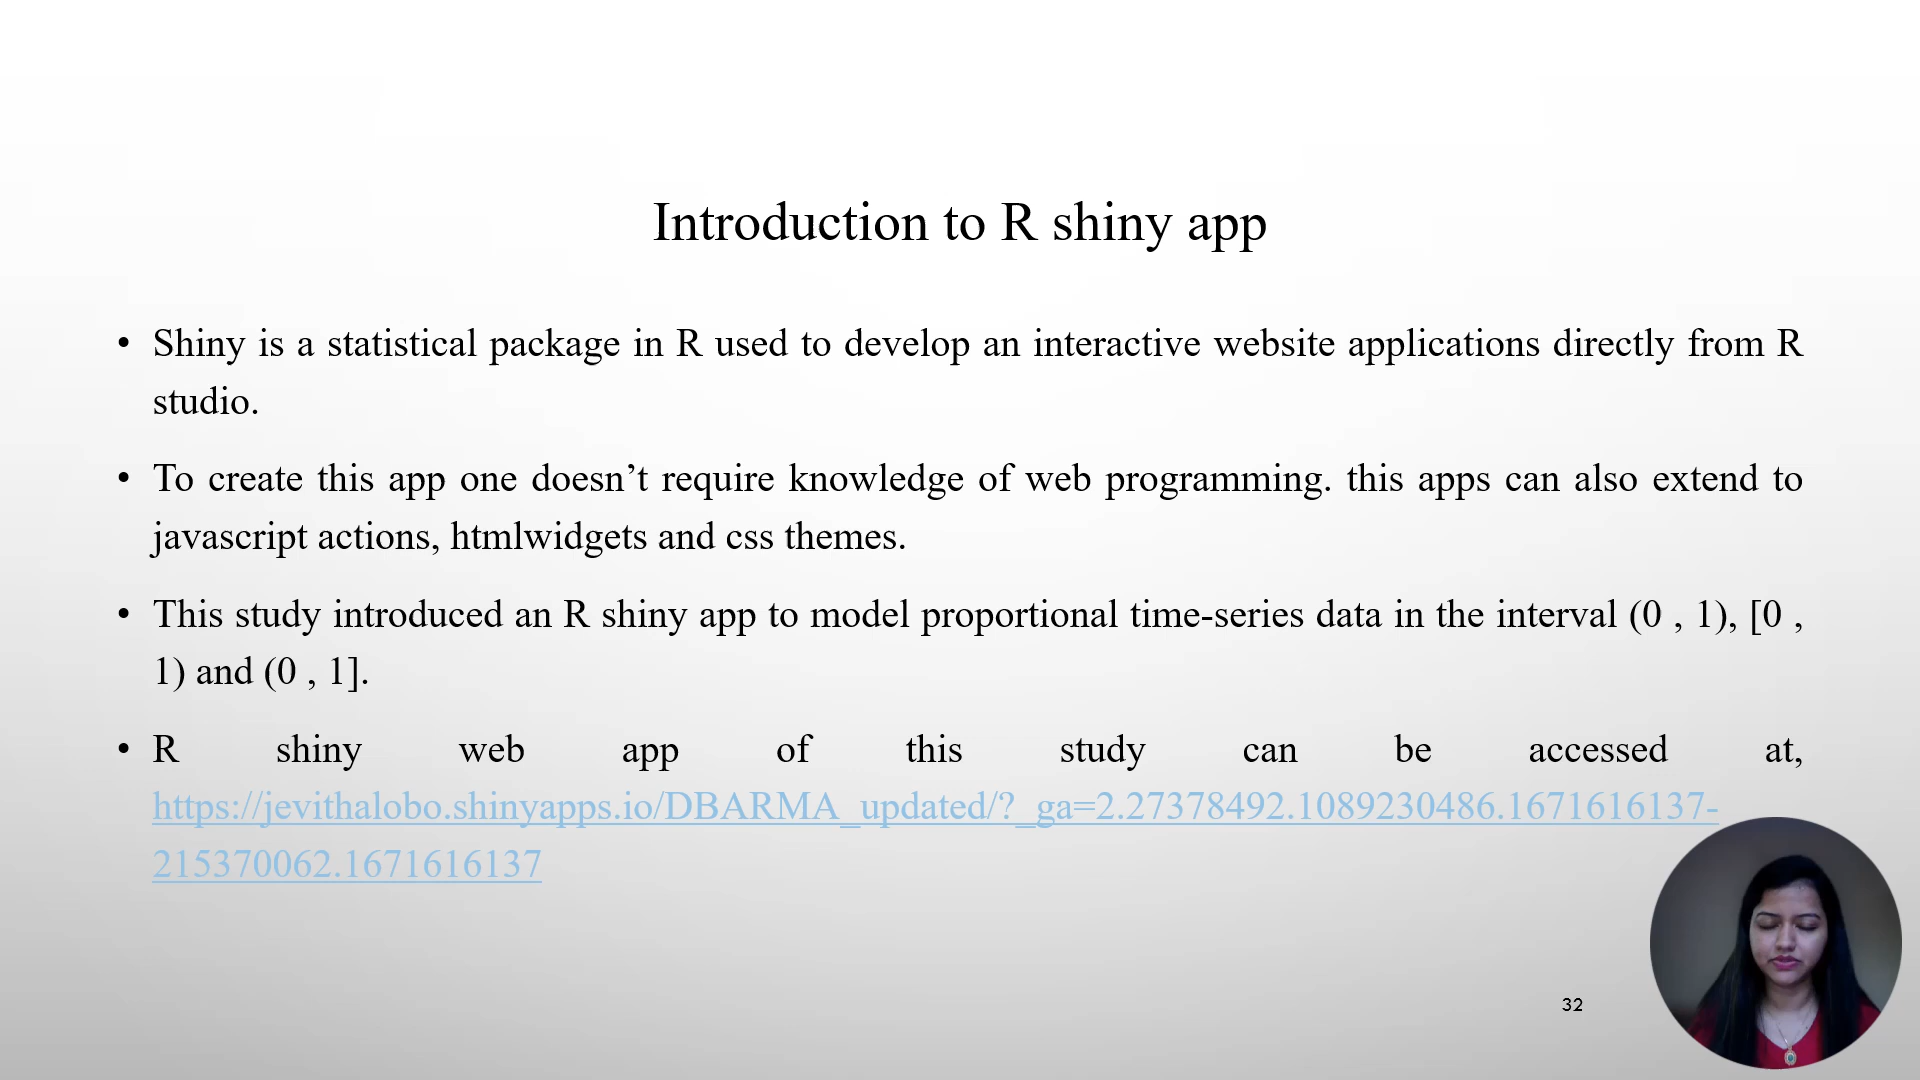 Introduction to R shiny app
• Shiny is a statistical package in R used to develop an interactive website applications directly from R
studio.
• To create this app one doesn’t require knowledge of web programming. this apps can also extend to
javascript actions, htmlwidgets and css themes.
• This study introduced an R shiny app to model proportional time-series data in the interval (0 , 1), [0 ,
1) and (0 , 1].
• R shiny web app of this study can be accessed at,
https://jevithalobo.shinyapps.io/DBARMA_updated/?_ga=2.27378492.1089230486.1671616137-
215370062.1671616137
32